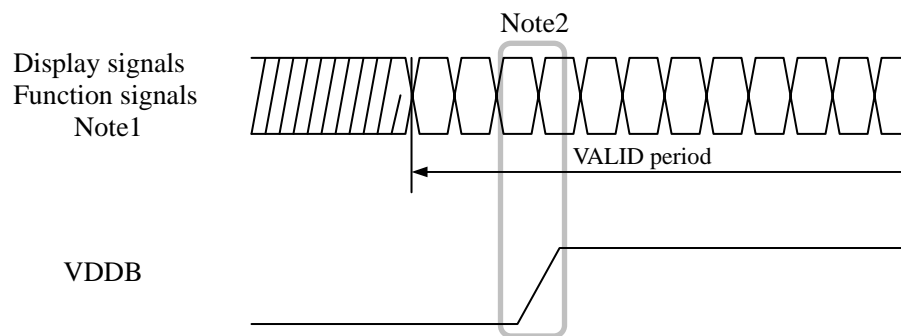 Note2
Display signals
Function signals
Note1
VALID period
VDDB